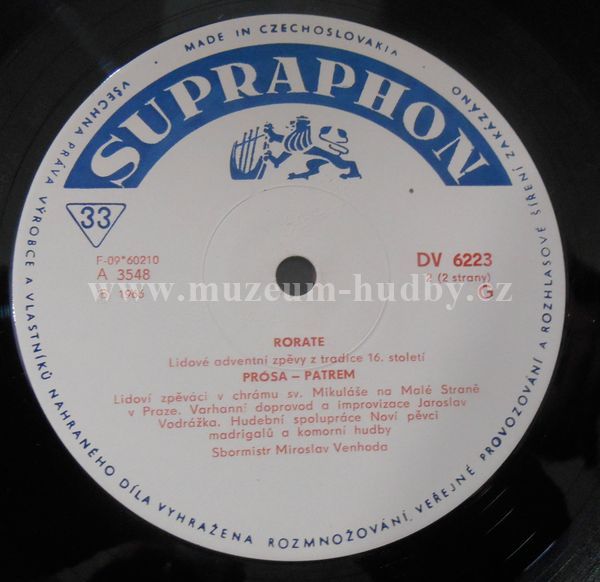 MADE IN CZECHOSLOVAKIA
SUPRAPHON
VŠECHNA PRÁVA VÝROBCE A VLASTNÍKŮ NAHRANÉHO DÍLA VYHRAŽENA ROZMNOŽOVÁNÍ, VEŘEJNÉ PROVOZOVÁNÍ A ROZHLASOVÉ ŠÍŘENÍ ZAKÁZÁNO
33
F-09*60210
A 3548
Ⓟ 1966
DV 6223
2 (2 strany)
G
www.muzeum-hudby.cz
RORATE
Lidové adventní zpěvy z tradice 16. století
PRÓSA – PATREM
Lidoví zpěváci v chrámu sv. Mikuláše na Malé Straně
v Praze. Varhanní doprovod a improvizace Jaroslav
Vodrážka. Hudební spolupráce Noví pěvci
madrigalů a komorní hudby
Sbormistr Miroslav Venhoda